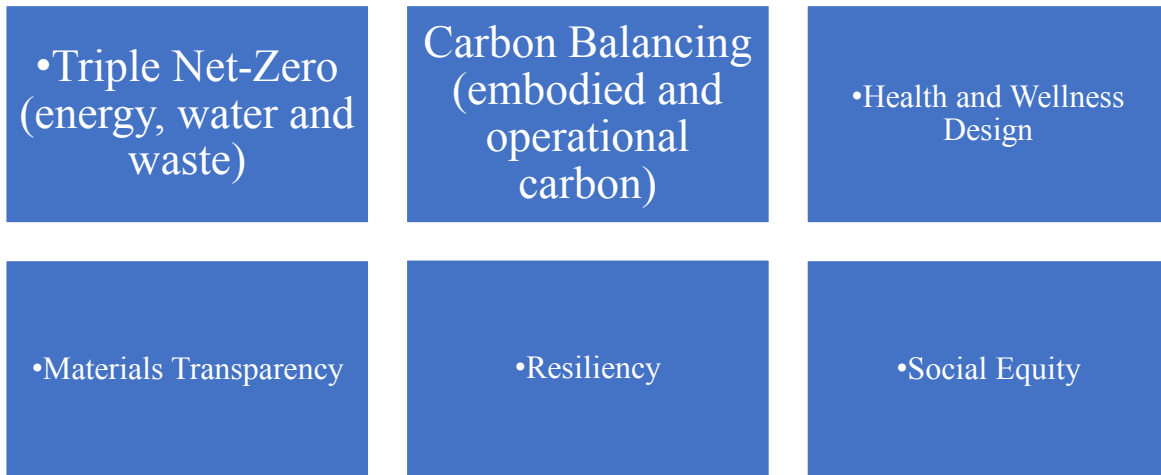 •Triple Net-Zero
(energy, water and
waste)
Carbon Balancing
(embodied and
operational
carbon)
•Health and Wellness
Design
•Materials Transparency
•Resiliency
•Social Equity